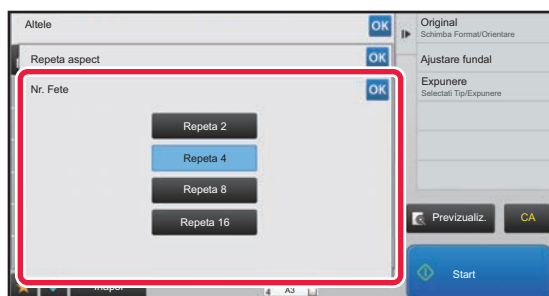 Altele
OK
Repeta aspect
OK
Nr. Fete
OK
Repeta 2
Repeta 4
Repeta 8
Repeta 16
4 A3
Original
Schimba Format/Orientare
Ajustare fundal
Expunere
Selectati Tip/Expunere
Previzualiz.
CA
Start